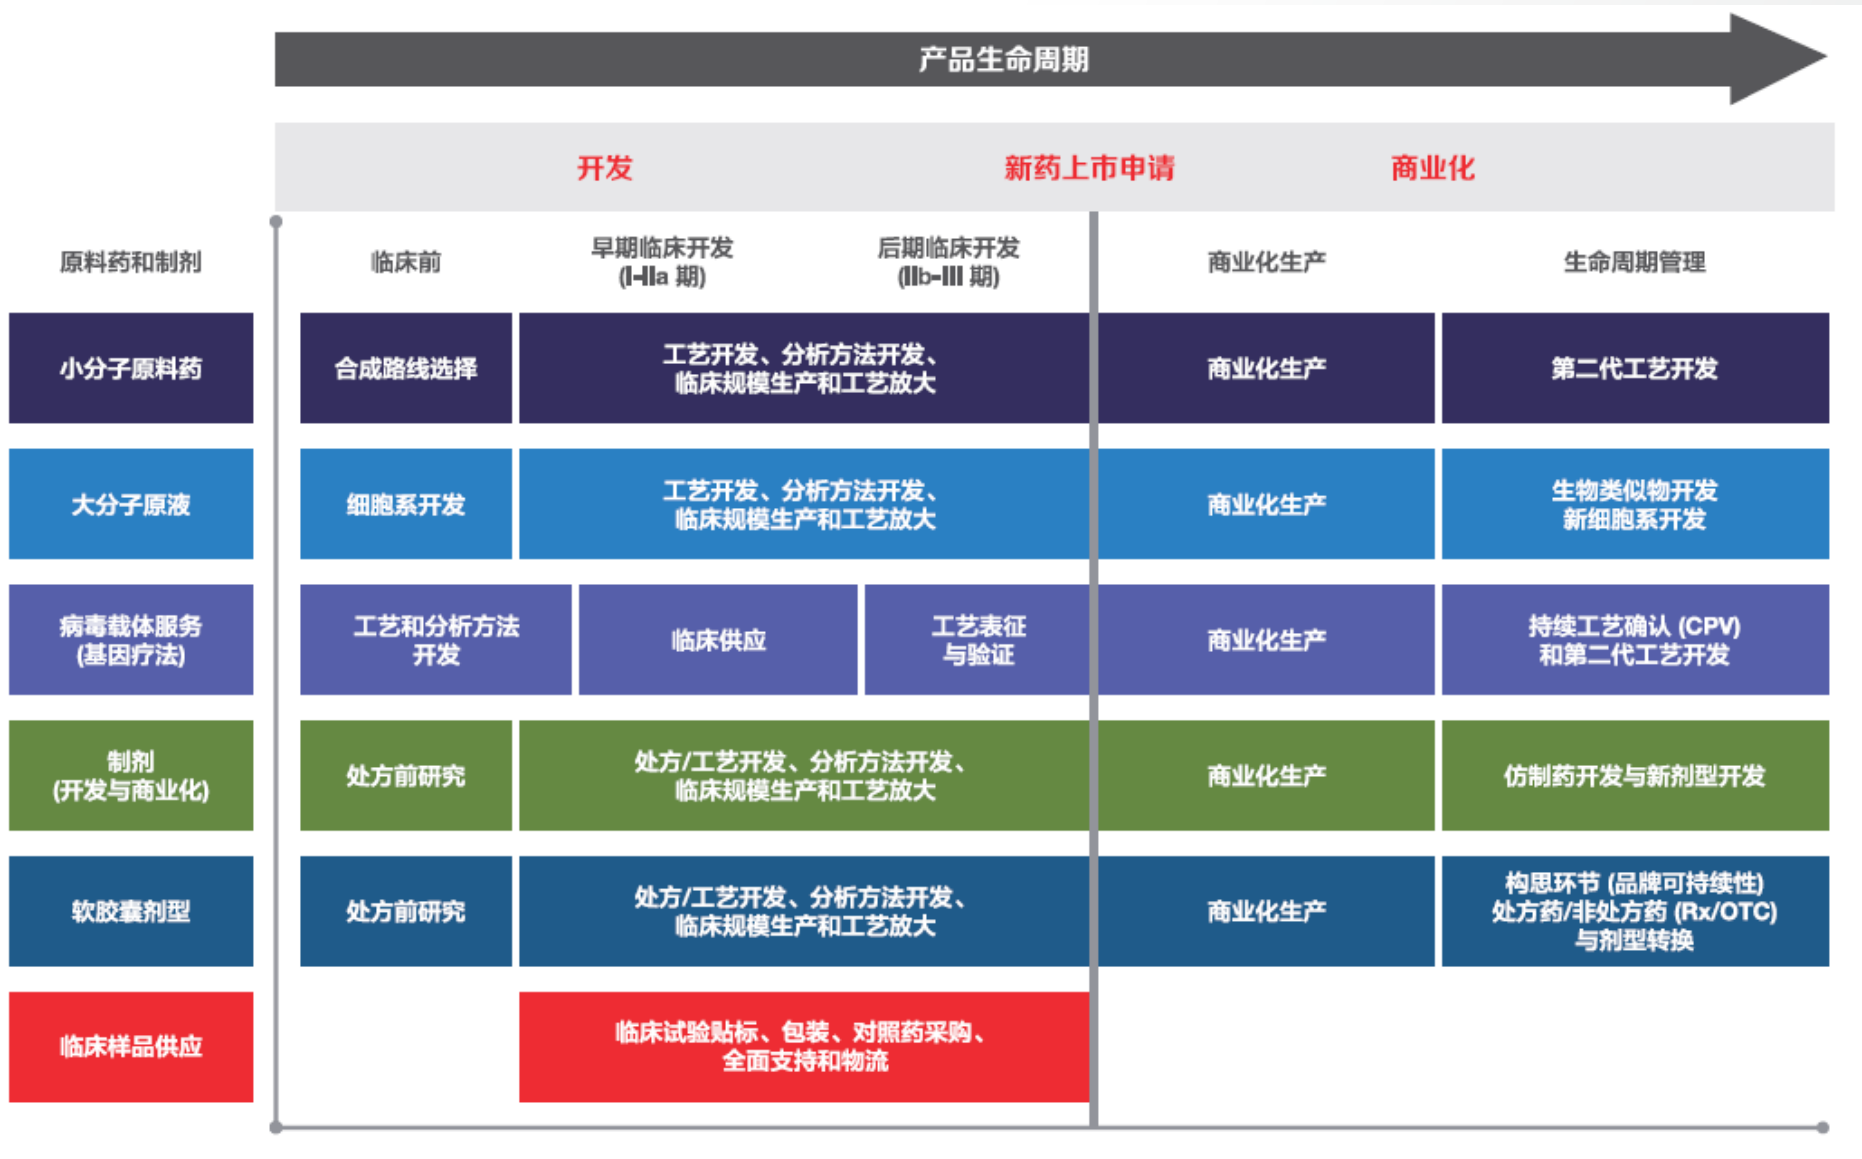 产品生命周期
开发
新药上市申请
商业化
原料药和制剂
临床前
早期临床开发
(I-IIa 期)
后期临床开发
(IIb-III 期)
商业化生产
生命周期管理
小分子原料药
合成路线选择
工艺开发、分析方法开发、
临床规模生产和工艺放大
商业化生产
第二代工艺开发
大分子原液
细胞系开发
工艺开发、分析方法开发、
临床规模生产和工艺放大
商业化生产
生物类似物开发
新细胞系开发
病毒载体服务
(基因疗法)
工艺和分析方法
开发
临床供应
工艺表征
与验证
商业化生产
持续工艺确认 (CPV)
和第二代工艺开发
制剂
(开发与商业化)
处方前研究
处方/工艺开发、分析方法开发、
临床规模生产和工艺放大
商业化生产
仿制药开发与新剂型开发
软胶囊剂型
处方前研究
处方/工艺开发、分析方法开发、
临床规模生产和工艺放大
商业化生产
构思环节 (品牌可持续性)
处方药/非处方药 (Rx/OTC)
与剂型转换
临床样品供应
临床试验贴标、包装、对照药采购、
全面支持和物流